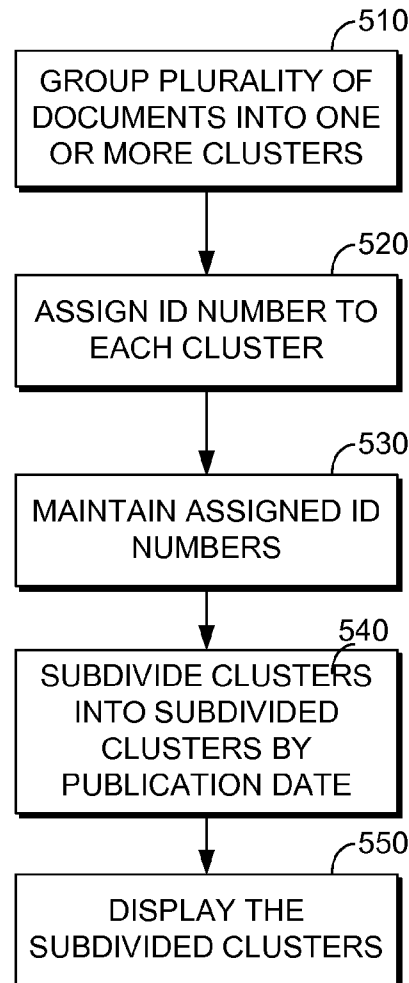 510
GROUP PLURALITY OF
DOCUMENTS INTO ONE
OR MORE CLUSTERS
520
ASSIGN ID NUMBER TO
EACH CLUSTER
530
MAINTAIN ASSIGNED ID
NUMBERS
540
SUBDIVIDE CLUSTERS
INTO SUBDIVIDED
CLUSTERS BY
PUBLICATION DATE
550
DISPLAY THE
SUBDIVIDED CLUSTERS